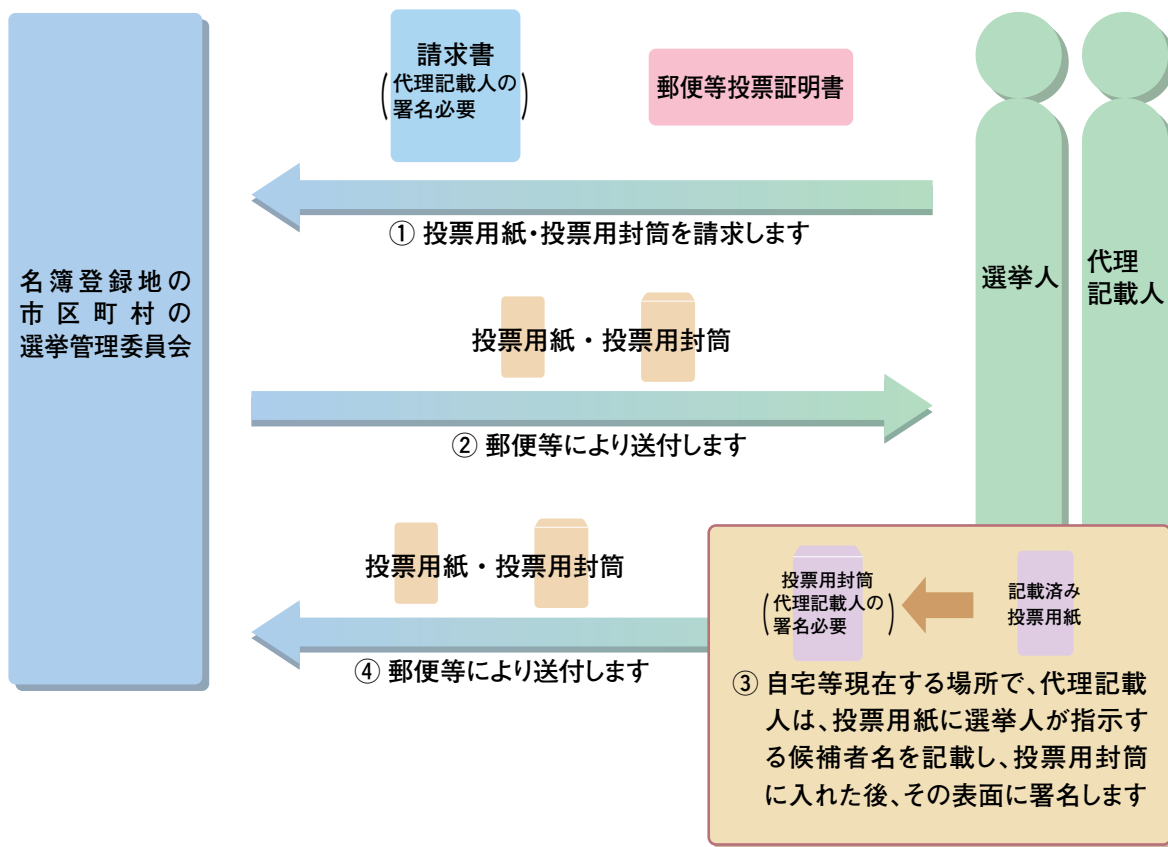 請求書
(代理記載人の
署名必要)
郵便等投票証明書
① 投票用紙・投票用封筒を請求します
名簿登録地の
市区町村の
選挙管理委員会
選挙人
代理
記載人
投票用紙・投票用封筒
② 郵便等により送付します
投票用紙・投票用封筒
④ 郵便等により送付します
投票用封筒
(代理記載人の
署名必要)
記載済み
投票用紙
③ 自宅等現在する場所で、代理記載
人は、投票用紙に選挙人が指示す
る候補者名を記載し、投票用封筒
に入れた後、その表面に署名します